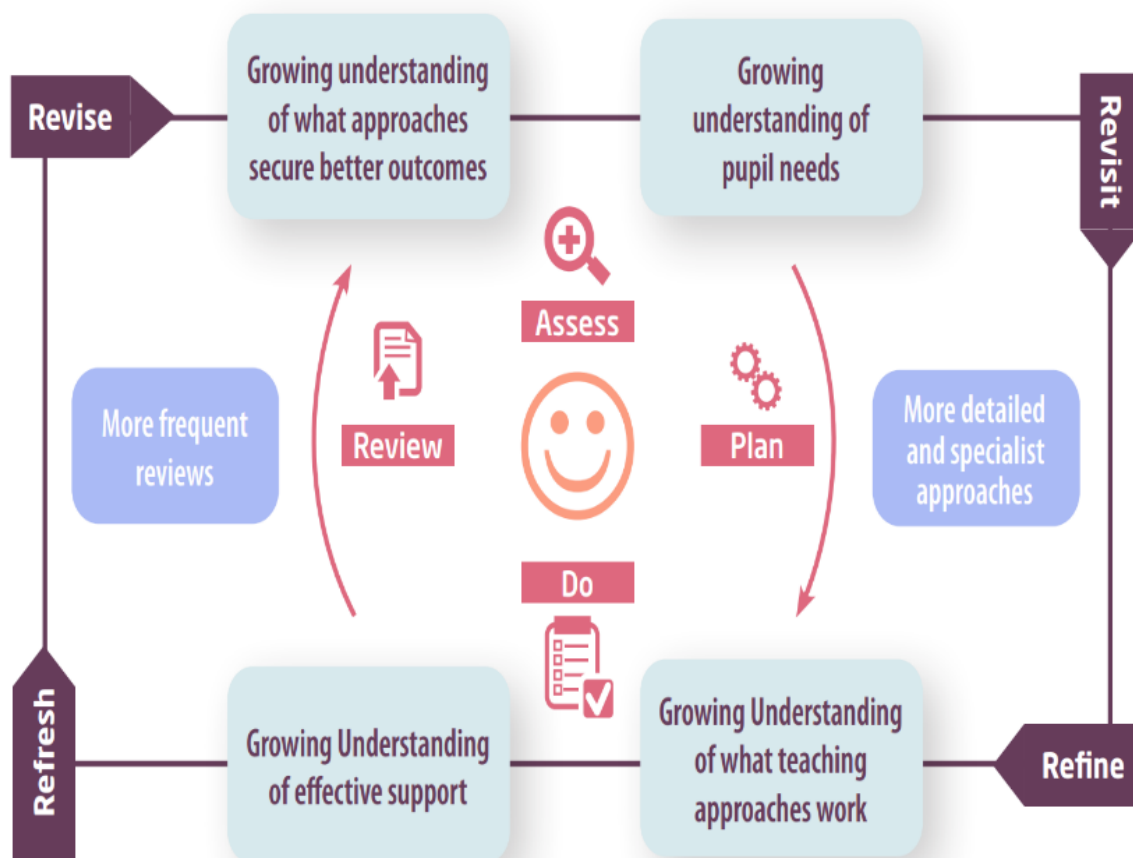 Revise
Growing understanding
of what approaches
secure better outcomes
Growing
understanding of
pupil needs
Revisit
Assess
More frequent
reviews
Review
Plan
More detailed
and specialist
approaches
Do
Refresh
Growing Understanding
of effective support
Growing Understanding
of what teaching
approaches work
Refine